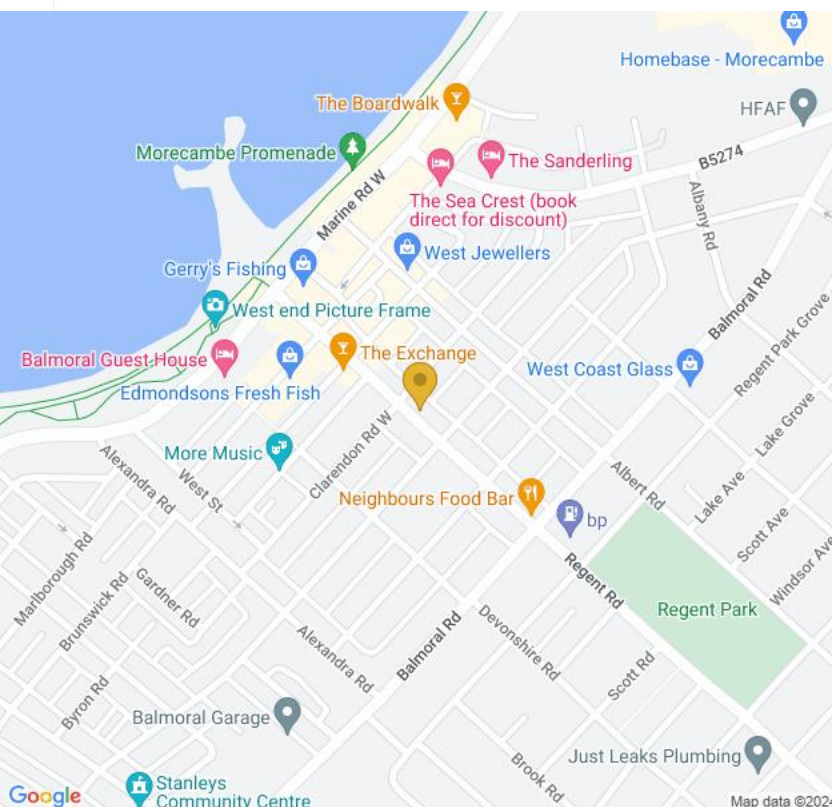 Homebase - Morecambe
The Boardwalk
HFAF
Morecambe Promenade
The Sanderling
B5274
The Sea Crest (book
direct for discount)
Marine Rd W
Albany Rd
West Jewellers
Gerry's Fishing
Balmoral Rd
West end Picture Frame
Regent Park Grove
Balmoral Guest House
The Exchange
West Coast Glass
Edmondsons Fresh Fish
Lake Grove
More Music
Clarendon Rd W
Alexandra Rd
West St
Neighbours Food Bar
Albert Rd
Lake Ave
bp
Scott Ave
Windsor Ave
Marlborough Rd
Regent Rd
Gardner Rd
Brunswick Rd
Regent Park
Devonshire Rd
Balmoral Rd
Alexandra Rd
Scott Rd
Byron Rd
Balmoral Garage
Just Leaks Plumbing
Brook Rd
Stanleys
Community Centre
Google
Map data ©202